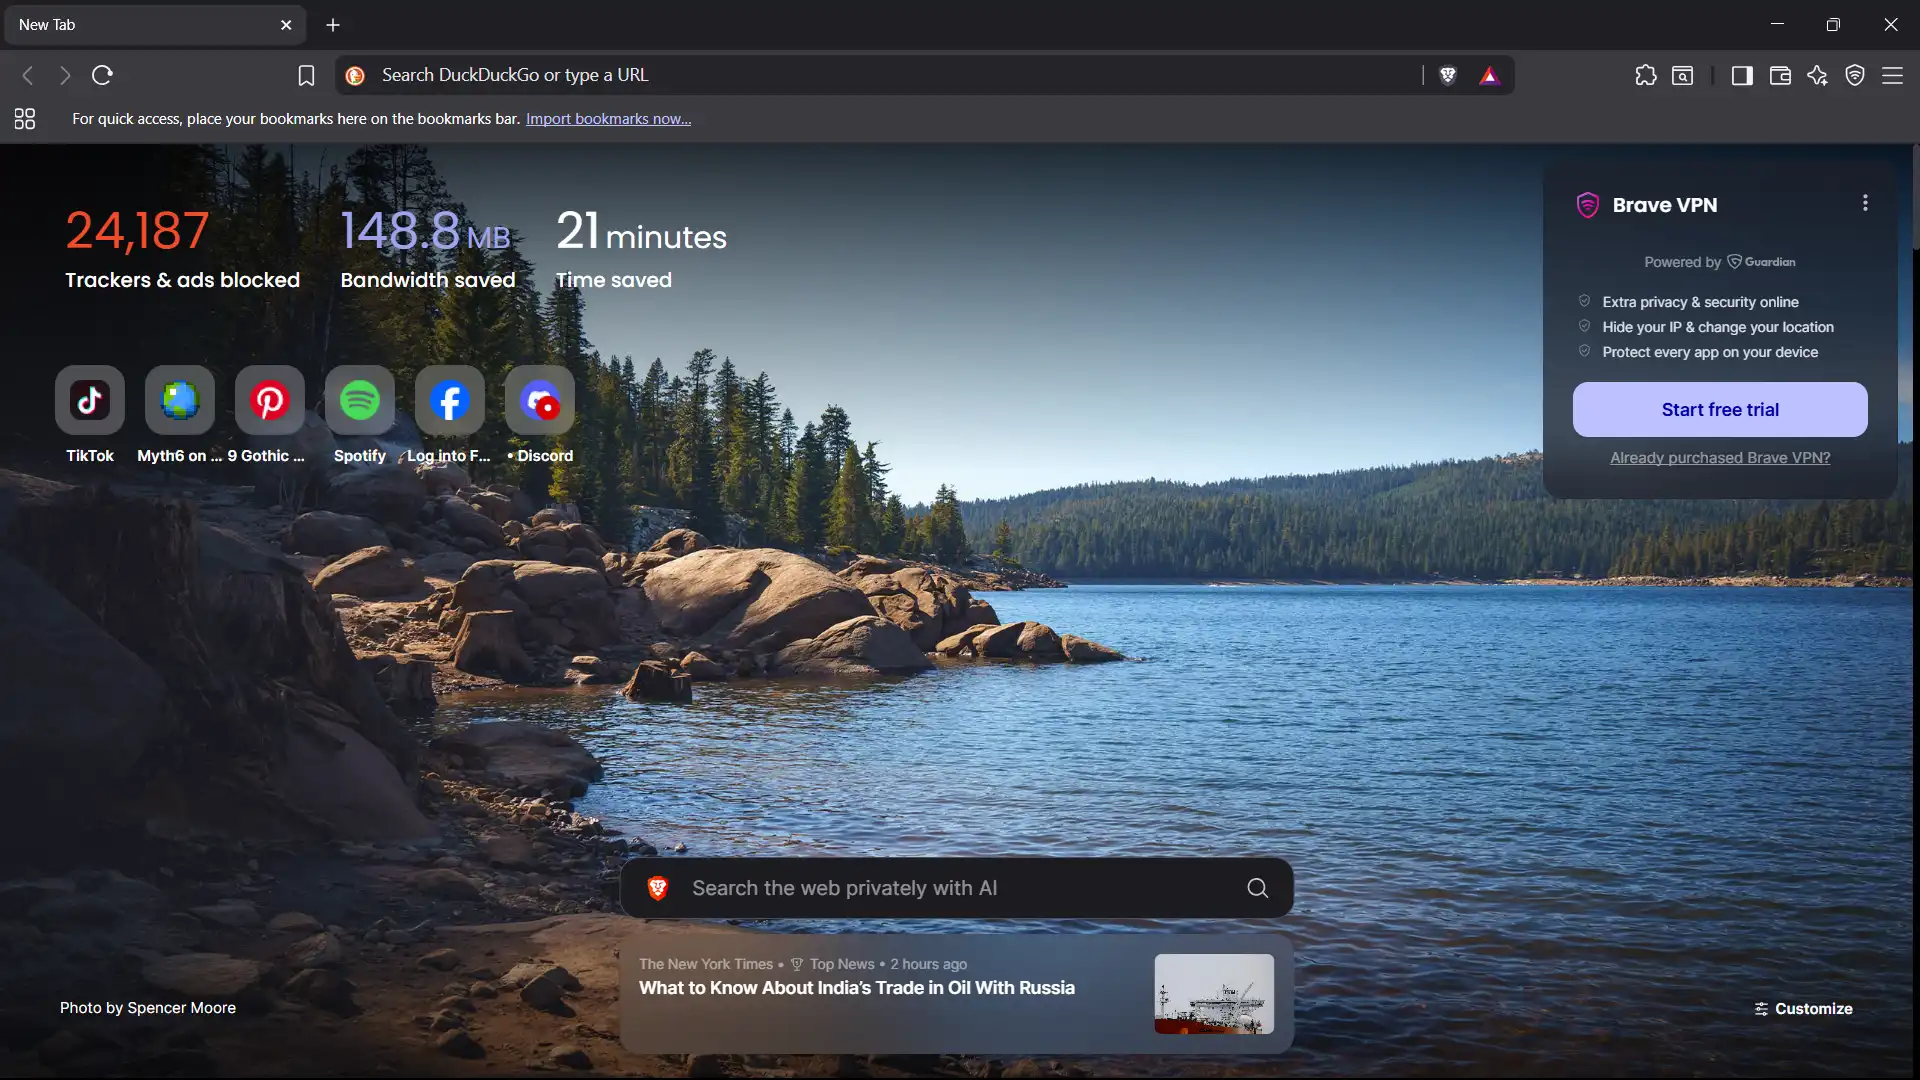 New Tab
Search DuckDuckGo or type a URL
For quick access, place your bookmarks here on the bookmarks bar. Import bookmarks now...
24,187
Trackers & ads blocked
148.8 MB
Bandwidth saved
21 minutes
Time saved
Brave VPN
Powered by Guardian
Extra privacy & security online
Hide your IP & change your location
Protect every app on your device
Start free trial
Already purchased Brave VPN?
TikTok
Myth6 on ...
9 Gothic ...
Spotify
Log into F...
• Discord
Search the web privately with AI
The New York Times • Top News • 2 hours ago
What to Know About India’s Trade in Oil With Russia
Photo by Spencer Moore
Customize